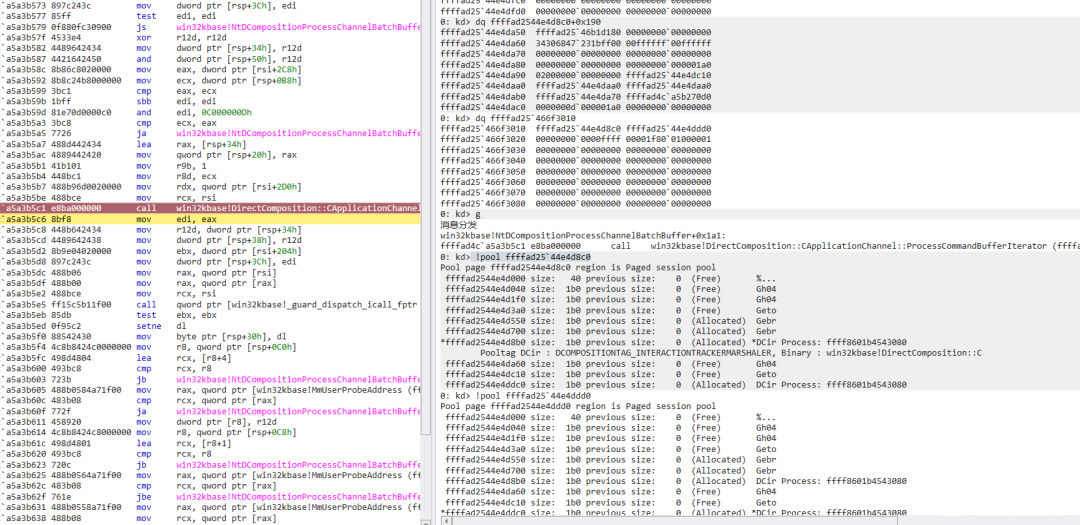 `a5a3b573 897c243c        mov     dword ptr [rsp+3Ch], edi
`a5a3b577 85ff            test    edi, edi
`a5a3b579 0f880fc30900    js      win32kbase!NtDCompositionProcessChannelBatchBuffe
`a5a3b57f 4533e4          xor     r12d, r12d
`a5a3b582 4489642434      mov     dword ptr [rsp+34h], r12d
`a5a3b587 4421642450      and     dword ptr [rsp+50h], r12d
`a5a3b58c 8b86c8020000    mov     eax, dword ptr [rsi+2C8h]
`a5a3b592 8b8c24b8000000  mov     ecx, dword ptr [rsp+0B8h]
`a5a3b599 3bc1            cmp     eax, ecx
`a5a3b59b 1bff            sbb     edi, edi
`a5a3b59d 81e70d0000c0    and     edi, 0C000000Dh
`a5a3b5a3 3bc8            cmp     ecx, eax
`a5a3b5a5 7726            ja      win32kbase!NtDCompositionProcessChannelBatchBuffe
`a5a3b5a7 488d442434      lea     rax, [rsp+34h]
`a5a3b5ac 4889442420      mov     qword ptr [rsp+20h], rax
`a5a3b5b1 41b101          mov     r9b, 1
`a5a3b5b4 448bc1          mov     r8d, ecx
`a5a3b5b7 488b96d0020000  mov     rdx, qword ptr [rsi+2D0h]
`a5a3b5be 488bce          mov     rcx, rsi
`a5a3b5c1 e8ba000000      call    win32kbase!DirectComposition::CApplicationChannel
`a5a3b5c6 8bf8            mov     edi, eax
`a5a3b5c8 448b642434      mov     r12d, dword ptr [rsp+34h]
`a5a3b5cd 4489642438      mov     dword ptr [rsp+38h], r12d
`a5a3b5d2 8b9e04020000    mov     ebx, dword ptr [rsi+204h]
`a5a3b5d8 897c243c        mov     dword ptr [rsp+3Ch], edi
`a5a3b5dc 488b06          mov     rax, qword ptr [rsi]
`a5a3b5df 488b00          mov     rax, qword ptr [rax]
`a5a3b5e2 488bce          mov     rcx, rsi
`a5a3b5e5 ff15c5b11f00    call    qword ptr [win32kbase!_guard_dispatch_icall_fptr
`a5a3b5eb 85db            test    ebx, ebx
`a5a3b5ed 0f95c2          setne   dl
`a5a3b5f0 88542430        mov     byte ptr [rsp+30h], dl
`a5a3b5f4 4c8b8424c0000000 mov     r8, qword ptr [rsp+0C0h]
`a5a3b5fc 498d4804        lea     rcx, [r8+4]
`a5a3b600 493bc8          cmp     rcx, r8
`a5a3b603 723b            jb      win32kbase!NtDCompositionProcessChannelBatchBuffe
`a5a3b605 488b0584a71f00  mov     rax, qword ptr [win32kbase!MmUserProbeAddress (ff
`a5a3b60c 483b08          cmp     rcx, qword ptr [rax]
`a5a3b60f 772f            ja      win32kbase!NtDCompositionProcessChannelBatchBuffe
`a5a3b611 458920          mov     dword ptr [r8], r12d
`a5a3b614 4c8b8424c8000000 mov     r8, qword ptr [rsp+0C8h]
`a5a3b61c 498d4801        lea     rcx, [r8+1]
`a5a3b620 493bc8          cmp     rcx, r8
`a5a3b623 720c            jb      win32kbase!NtDCompositionProcessChannelBatchBuffe
`a5a3b625 488b0564a71f00  mov     rax, qword ptr [win32kbase!MmUserProbeAddress (ff
`a5a3b62c 483b08          cmp     rcx, qword ptr [rax]
`a5a3b62f 761e            jbe     win32kbase!NtDCompositionProcessChannelBatchBuffe
`a5a3b631 488b0558a71f00  mov     rax, qword ptr [win32kbase!MmUserProbeAddress (ff
`a5a3b638 488b08          mov     rcx, qword ptr [rax]
ffffad25`44e4dfd0  00000000`00000000 00000000`00000000
0: kd> dq ffffad2544e4d8c0+0x190
ffffad25`44e4da50  ffffad25`46b1d180 00000000`00000000
ffffad25`44e4da60  34306847`231bff00 00ffffff`00ffffff
ffffad25`44e4da70  00000000`00000000 00000000`00000000
ffffad25`44e4da80  00000000`00000000 00000000`000001a0
ffffad25`44e4da90  02000000`00000000 ffffad25`44e4dc10
ffffad25`44e4daa0  ffffad25`44e4daa0 ffffad25`44e4daa0
ffffad25`44e4dab0  ffffad25`44e4da70 ffffad4c`a5b270d0
ffffad25`44e4dac0  0000000d`000001a0 00000000`00000000
0: kd> dq ffffad25`466f3010
ffffad25`466f3010  ffffad25`44e4d8c0 ffffad25`44e4ddd0
ffffad25`466f3020  00000000`0000ffff 00001f80`01000001
ffffad25`466f3030  00000000`00000000 00000000`00000000
ffffad25`466f3040  00000000`00000000 00000000`00000000
ffffad25`466f3050  00000000`00000000 00000000`00000000
ffffad25`466f3060  00000000`00000000 00000000`00000000
ffffad25`466f3070  00000000`00000000 00000000`00000000
ffffad25`466f3080  00000000`00000000 00000000`00000000
0: kd> g
消息分发
win32kbase!NtDCompositionProcessChannelBatchBuffer+0x1a1:
ffffad4c`a5a3b5c1 e8ba000000      call    win32kbase!DirectComposition::CApplicationChannel::ProcessCommandBufferIterator (ffffa
0: kd> !pool ffffad25`44e4d8c0
Pool page ffffad2544e4d8c0 region is Paged session pool
ffffad2544e4d000 size:   40 previous size:    0  (Free)       %...
ffffad2544e4d040 size:  1b0 previous size:    0  (Free)       Gh04
ffffad2544e4d1f0 size:  1b0 previous size:    0  (Free)       Gh04
ffffad2544e4d3a0 size:  1b0 previous size:    0  (Free)       Geto
ffffad2544e4d550 size:  1b0 previous size:    0  (Allocated)  Gebr
ffffad2544e4d700 size:  1b0 previous size:    0  (Allocated)  Gebr
*ffffad2544e4d8b0 size:  1b0 previous size:    0  (Allocated) *DCir Process: ffff8601b4543080
Pooltag DCir : DCOMPOSITIONTAG_INTERACTIONTRACKERMARSHALER, Binary : win32kbase!DirectComposition::C
ffffad2544e4da60 size:  1b0 previous size:    0  (Free)       Gh04
ffffad2544e4dc10 size:  1b0 previous size:    0  (Free)       Geto
ffffad2544e4ddc0 size:  1b0 previous size:    0  (Allocated)  DCir Process: ffff8601b4543080
0: kd> !pool ffffad25`44e4ddd0
Pool page ffffad2544e4ddd0 region is Paged session pool
ffffad2544e4d000 size:   40 previous size:    0  (Free)       %...
ffffad2544e4d040 size:  1b0 previous size:    0  (Free)       Gh04
ffffad2544e4d1f0 size:  1b0 previous size:    0  (Free)       Gh04
ffffad2544e4d3a0 size:  1b0 previous size:    0  (Free)       Geto
ffffad2544e4d550 size:  1b0 previous size:    0  (Allocated)  Gebr
ffffad2544e4d700 size:  1b0 previous size:    0  (Allocated)  Gebr
ffffad2544e4d8b0 size:  1b0 previous size:    0  (Allocated)  DCir Process: ffff8601b4543080
ffffad2544e4da60 size:  1b0 previous size:    0  (Free)       Gh04
ffffad2544e4dc10 size:  1b0 previous size:    0  (Free)       Geto
*ffffad2544e4ddc0 size:  1b0 previous size:    0  (Allocated) *DCir Process: ffff8601b4543080